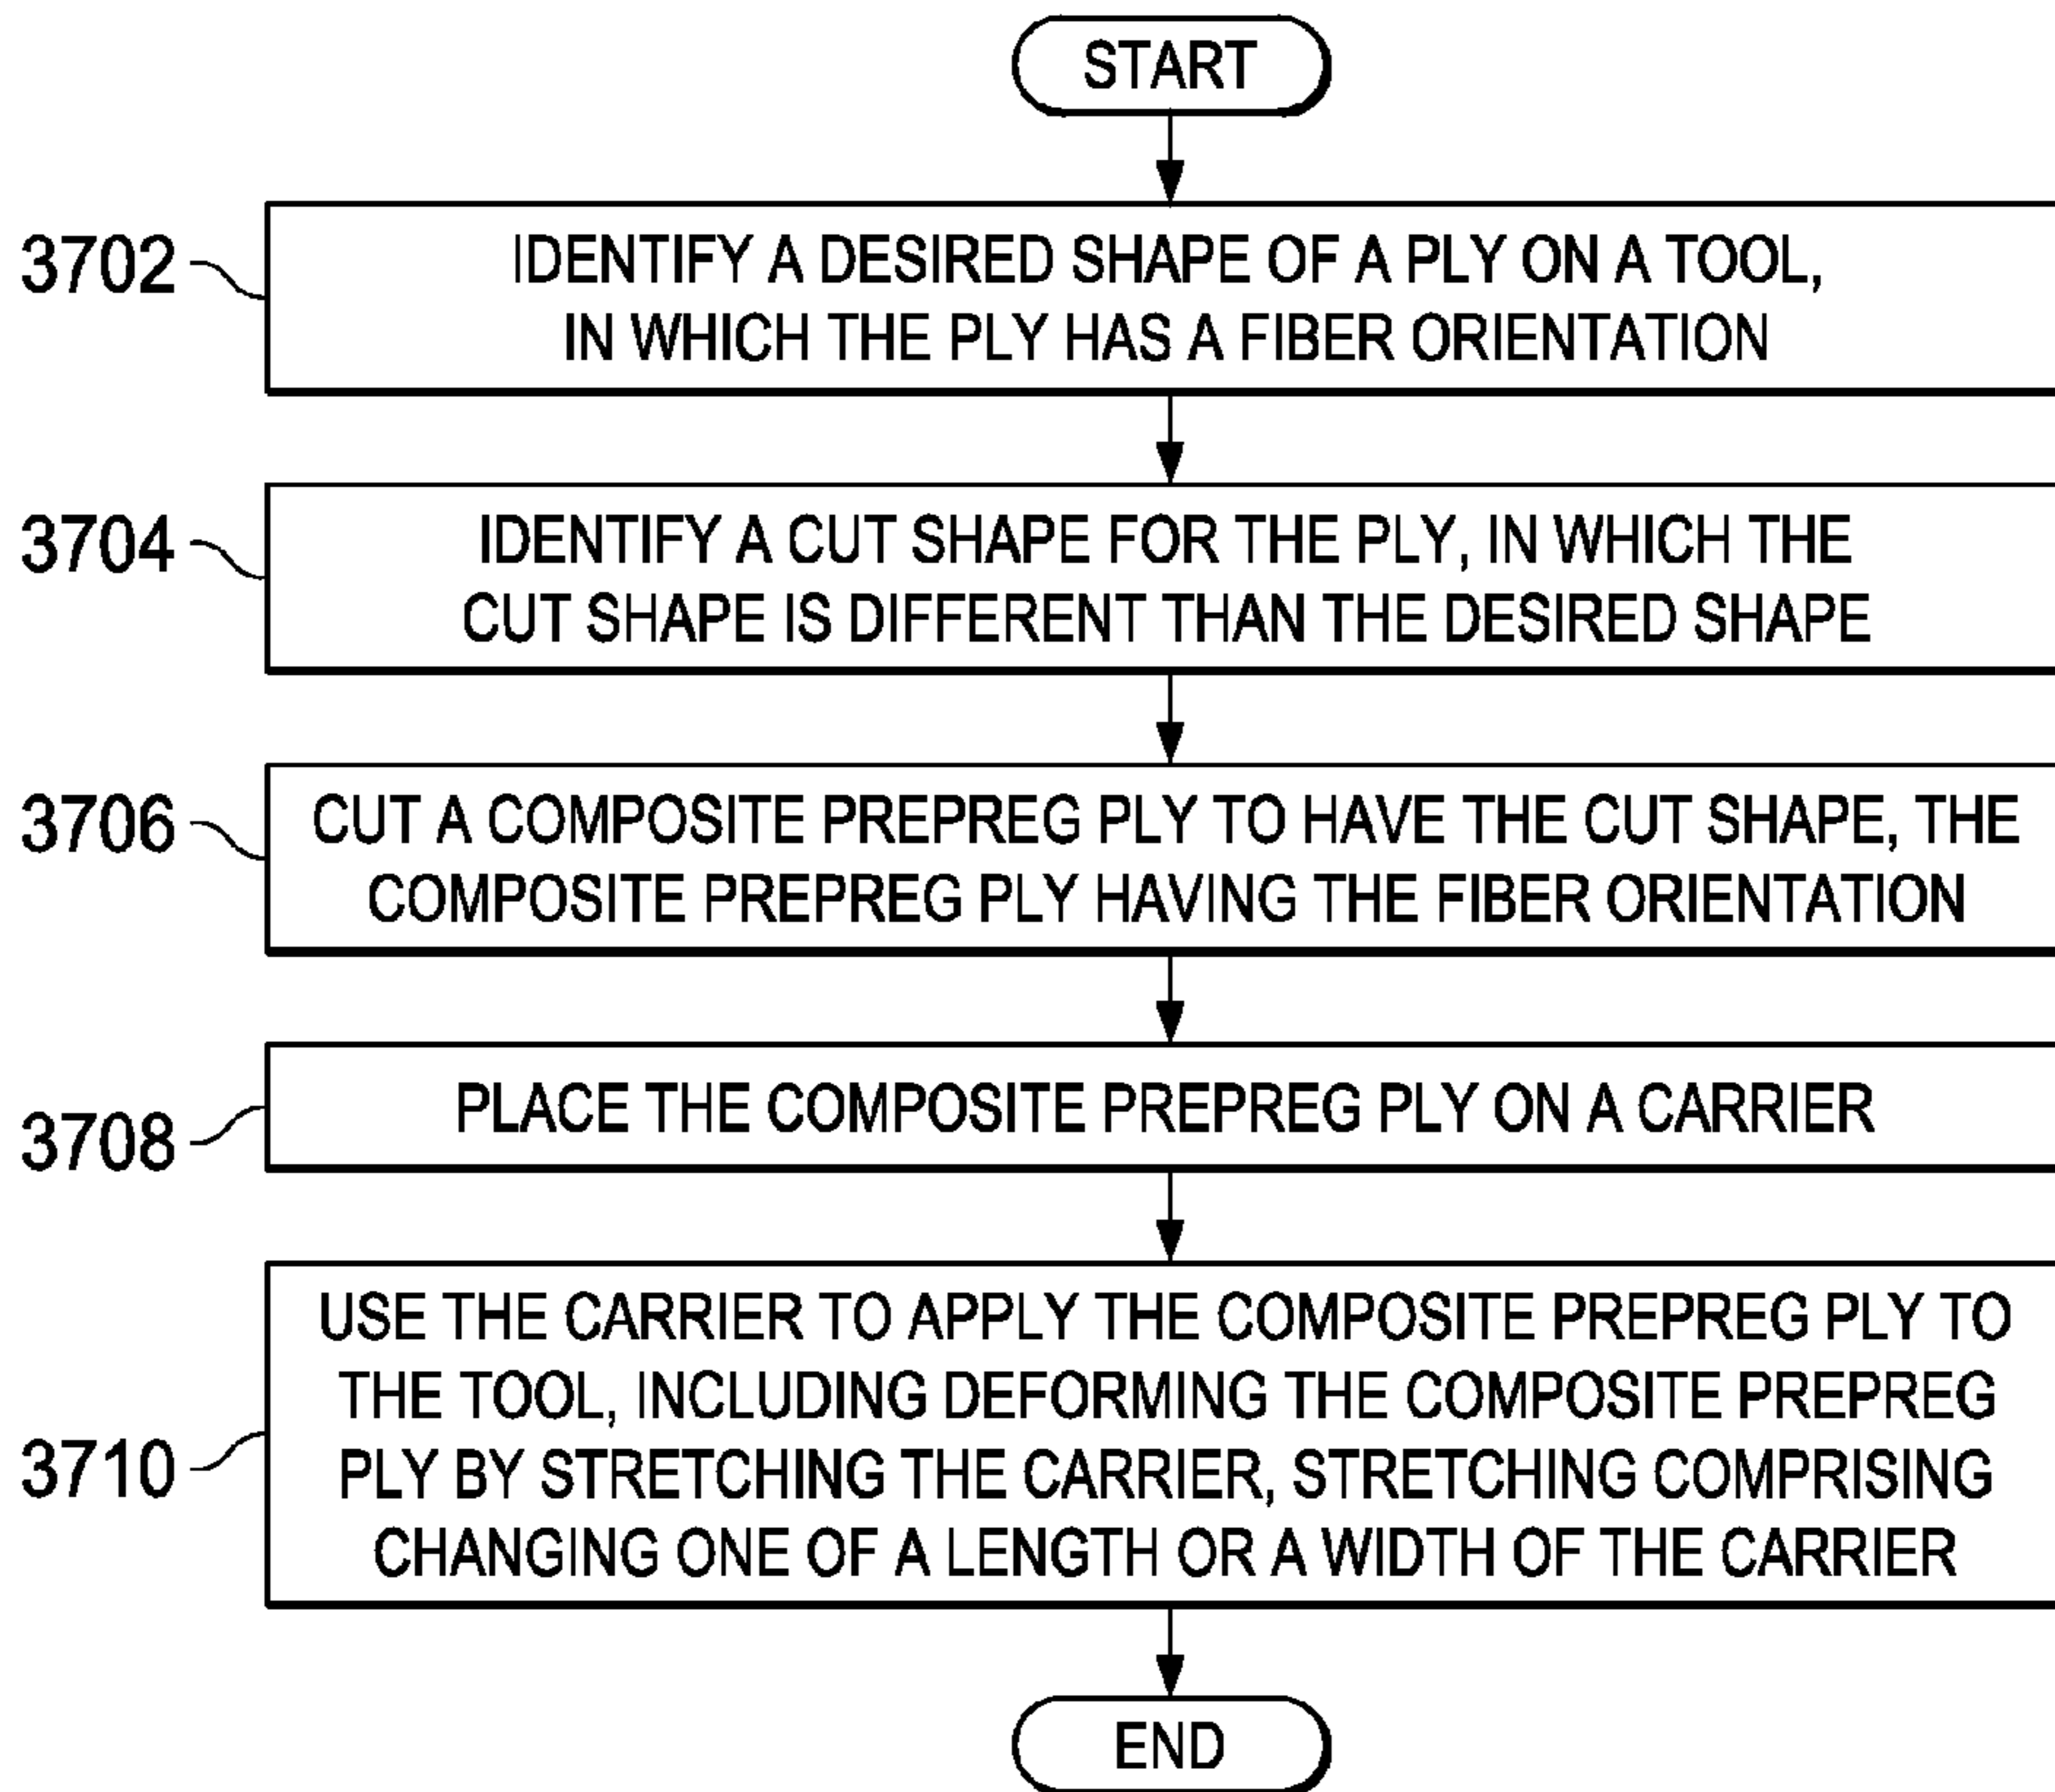 START
3702
IDENTIFY A DESIRED SHAPE OF A PLY ON A TOOL,
IN WHICH THE PLY HAS A FIBER ORIENTATION
3704
IDENTIFY A CUT SHAPE FOR THE PLY, IN WHICH THE
CUT SHAPE IS DIFFERENT THAN THE DESIRED SHAPE
3706
CUT A COMPOSITE PREPREG PLY TO HAVE THE CUT SHAPE, THE
COMPOSITE PREPREG PLY HAVING THE FIBER ORIENTATION
3708
PLACE THE COMPOSITE PREPREG PLY ON A CARRIER
3710
USE THE CARRIER TO APPLY THE COMPOSITE PREPREG PLY TO
THE TOOL, INCLUDING DEFORMING THE COMPOSITE PREPREG
PLY BY STRETCHING THE CARRIER, STRETCHING COMPRISING
CHANGING ONE OF A LENGTH OR A WIDTH OF THE CARRIER
END